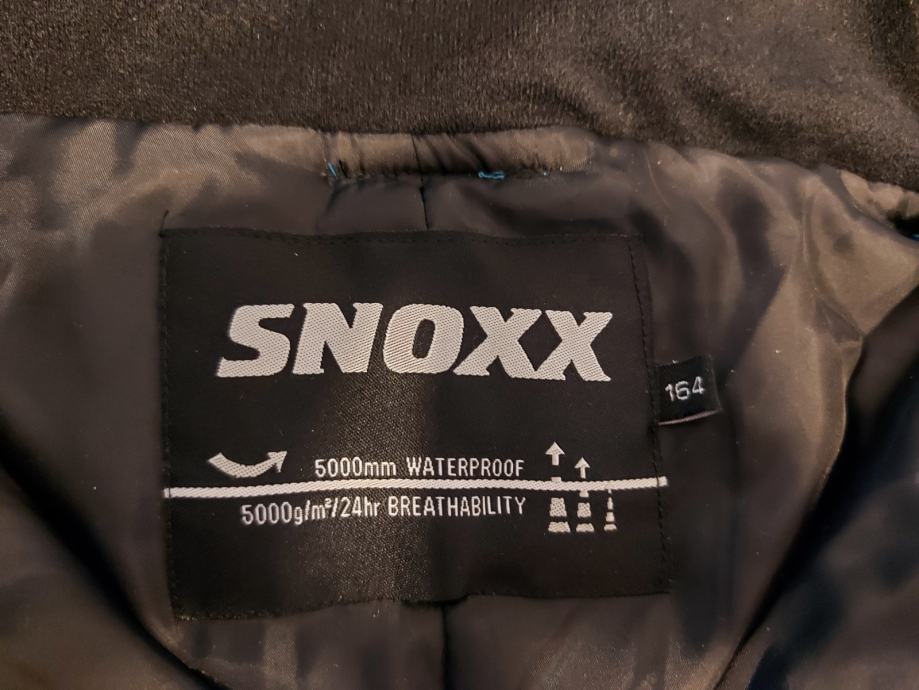 SNOXX
164
5000mm WATERPROOF
5000g/m²/24hr BREATHABILITY